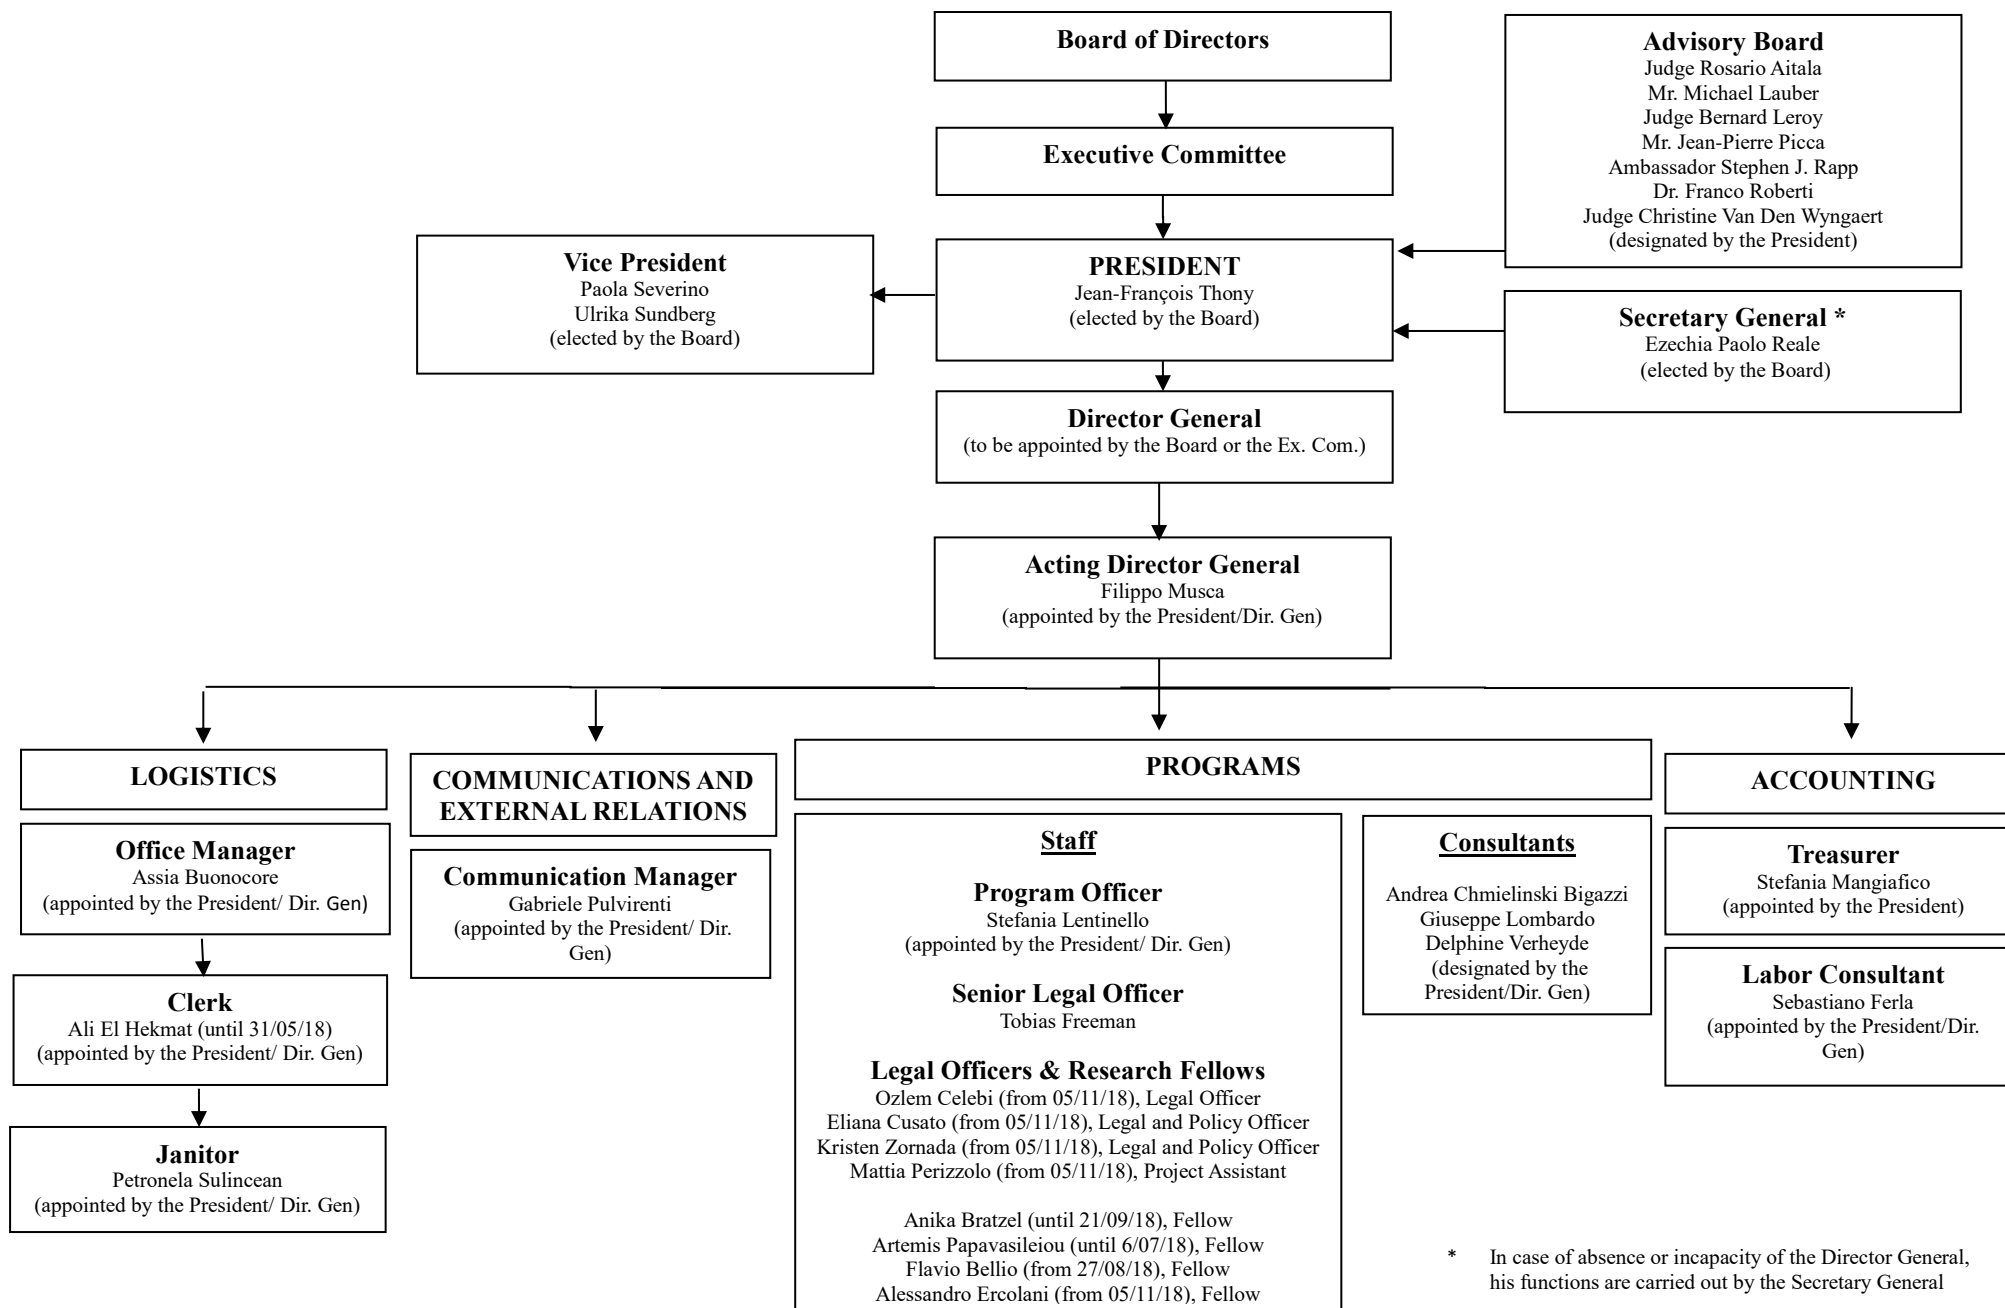 Board of Directors
Advisory Board
Judge Rosario Aitala
Mr. Michael Lauber
Judge Bernard Leroy
Mr. Jean-Pierre Picca
Ambassador Stephen J. Rapp
Dr. Franco Roberti
Judge Christine Van Den Wyngaert
(designated by the President)
Executive Committee
Vice President
Paola Severino
Ulrika Sundberg
(elected by the Board)
PRESIDENT
Jean-François Thony
(elected by the Board)
Secretary General *
Ezechia Paolo Reale
(elected by the Board)
Director General
(to be appointed by the Board or the Ex. Com.)
Acting Director General
Filippo Musca
(appointed by the President/Dir. Gen)
LOGISTICS
Office Manager
Assia Buonocore
(appointed by the President/ Dir. Gen)
Clerk
Ali El Hekmat (until 31/05/18)
(appointed by the President/ Dir. Gen)
Janitor
Petronela Sulincean
(appointed by the President/ Dir. Gen)
COMMUNICATIONS AND
EXTERNAL RELATIONS
Communication Manager
Gabriele Pulvirenti
(appointed by the President/ Dir.
Gen)
PROGRAMS
Staff
Program Officer
Stefania Lentinello
(appointed by the President/ Dir. Gen)
Senior Legal Officer
Tobias Freeman
Legal Officers & Research Fellows
Ozlem Celebi (from 05/11/18), Legal Officer
Eliana Cusato (from 05/11/18), Legal and Policy Officer
Kristen Zornada (from 05/11/18), Legal and Policy Officer
Mattia Perizzolo (from 05/11/18), Project Assistant
Anika Bratzel (until 21/09/18), Fellow
Artemis Papavasileiou (until 6/07/18), Fellow
Flavio Bellio (from 27/08/18), Fellow
Alessandro Ercolani (from 05/11/18), Fellow
Consultants
Andrea Chmielinski Bigazzi
Giuseppe Lombardo
Delphine Verheyde
(designated by the
President/Dir. Gen)
ACCOUNTING
Treasurer
Stefania Mangiafico
(appointed by the President)
Labor Consultant
Sebastiano Ferla
(appointed by the President/Dir.
Gen)
* In case of absence or incapacity of the Director General,
his functions are carried out by the Secretary General